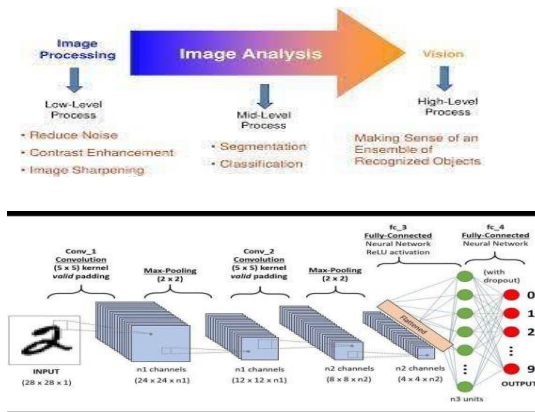 Image
Processing
Image Analysis
Vision
Low-Level
Process
Mid-Level
Process
High-Level
Process
• Reduce Noise
• Contrast Enhancement
• Image Sharpening
• Segmentation
• Classification
Making Sense of an
Ensemble of
Recognized Objects
Conv_1
Convolution
(5 x 5) kernel
valid padding
Max-Pooling
(2 x 2)
Conv_2
Convolution
(5 x 5) kernel
valid padding
Max-Pooling
(2 x 2)
fc_3
Fully-Connected
Neural Network
ReLU activation
fc_4
Fully-Connected
Neural Network
(with
dropout)
Flattened
2
0
1
2
9
INPUT
(28 x 28 x 1)
n1 channels
(24 x 24 x n1)
n1 channels
(12 x 12 x n1)
n2 channels
(8 x 8 x n2)
n2 channels
(4 x 4 x n2)
n3 units
OUTPUT